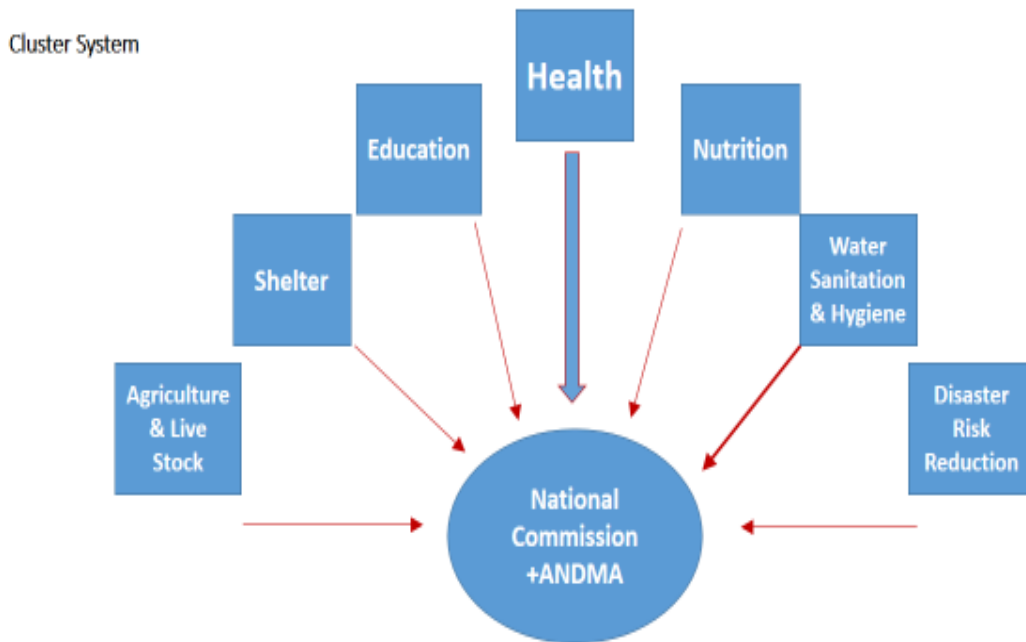 Cluster System
Health
Education
Nutrition
Shelter
Water
Sanitation
& Hygiene
Agriculture
& Live
Stock
Disaster
Risk
Reduction
National
Commission
+ANDMA